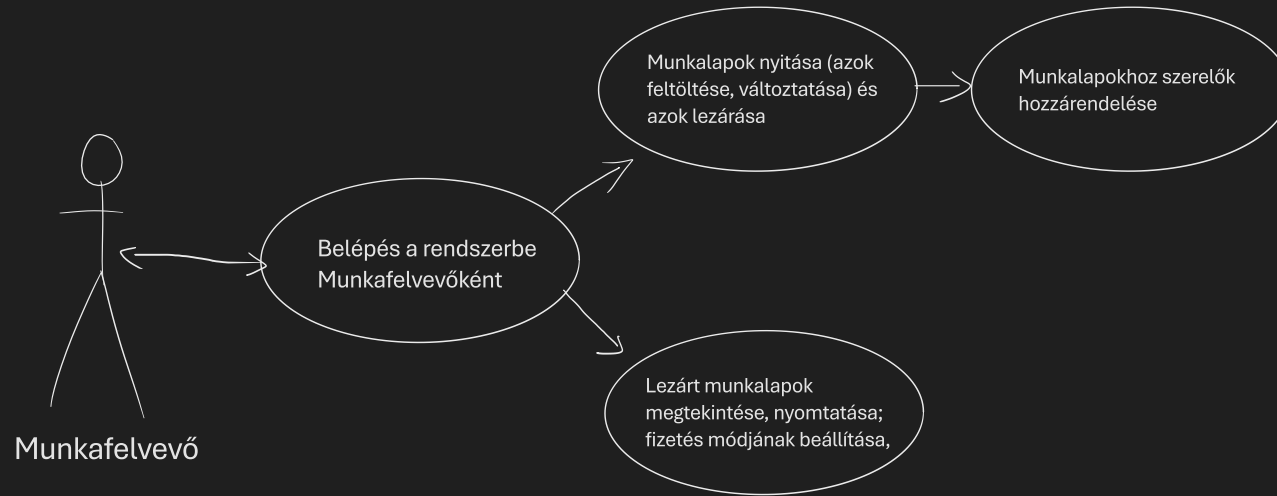 Munkalapok nyitása (azok
feltöltése, változtatása) és
azok lezárása
Munkalapokhoz szerelők
hozzárendelése
Belépés a rendszerbe
Munkafelvevőként
Lezárt munkalapok
megtekintése, nyomtatása;
fizetés módjának beállítása,
Munkafelvevő